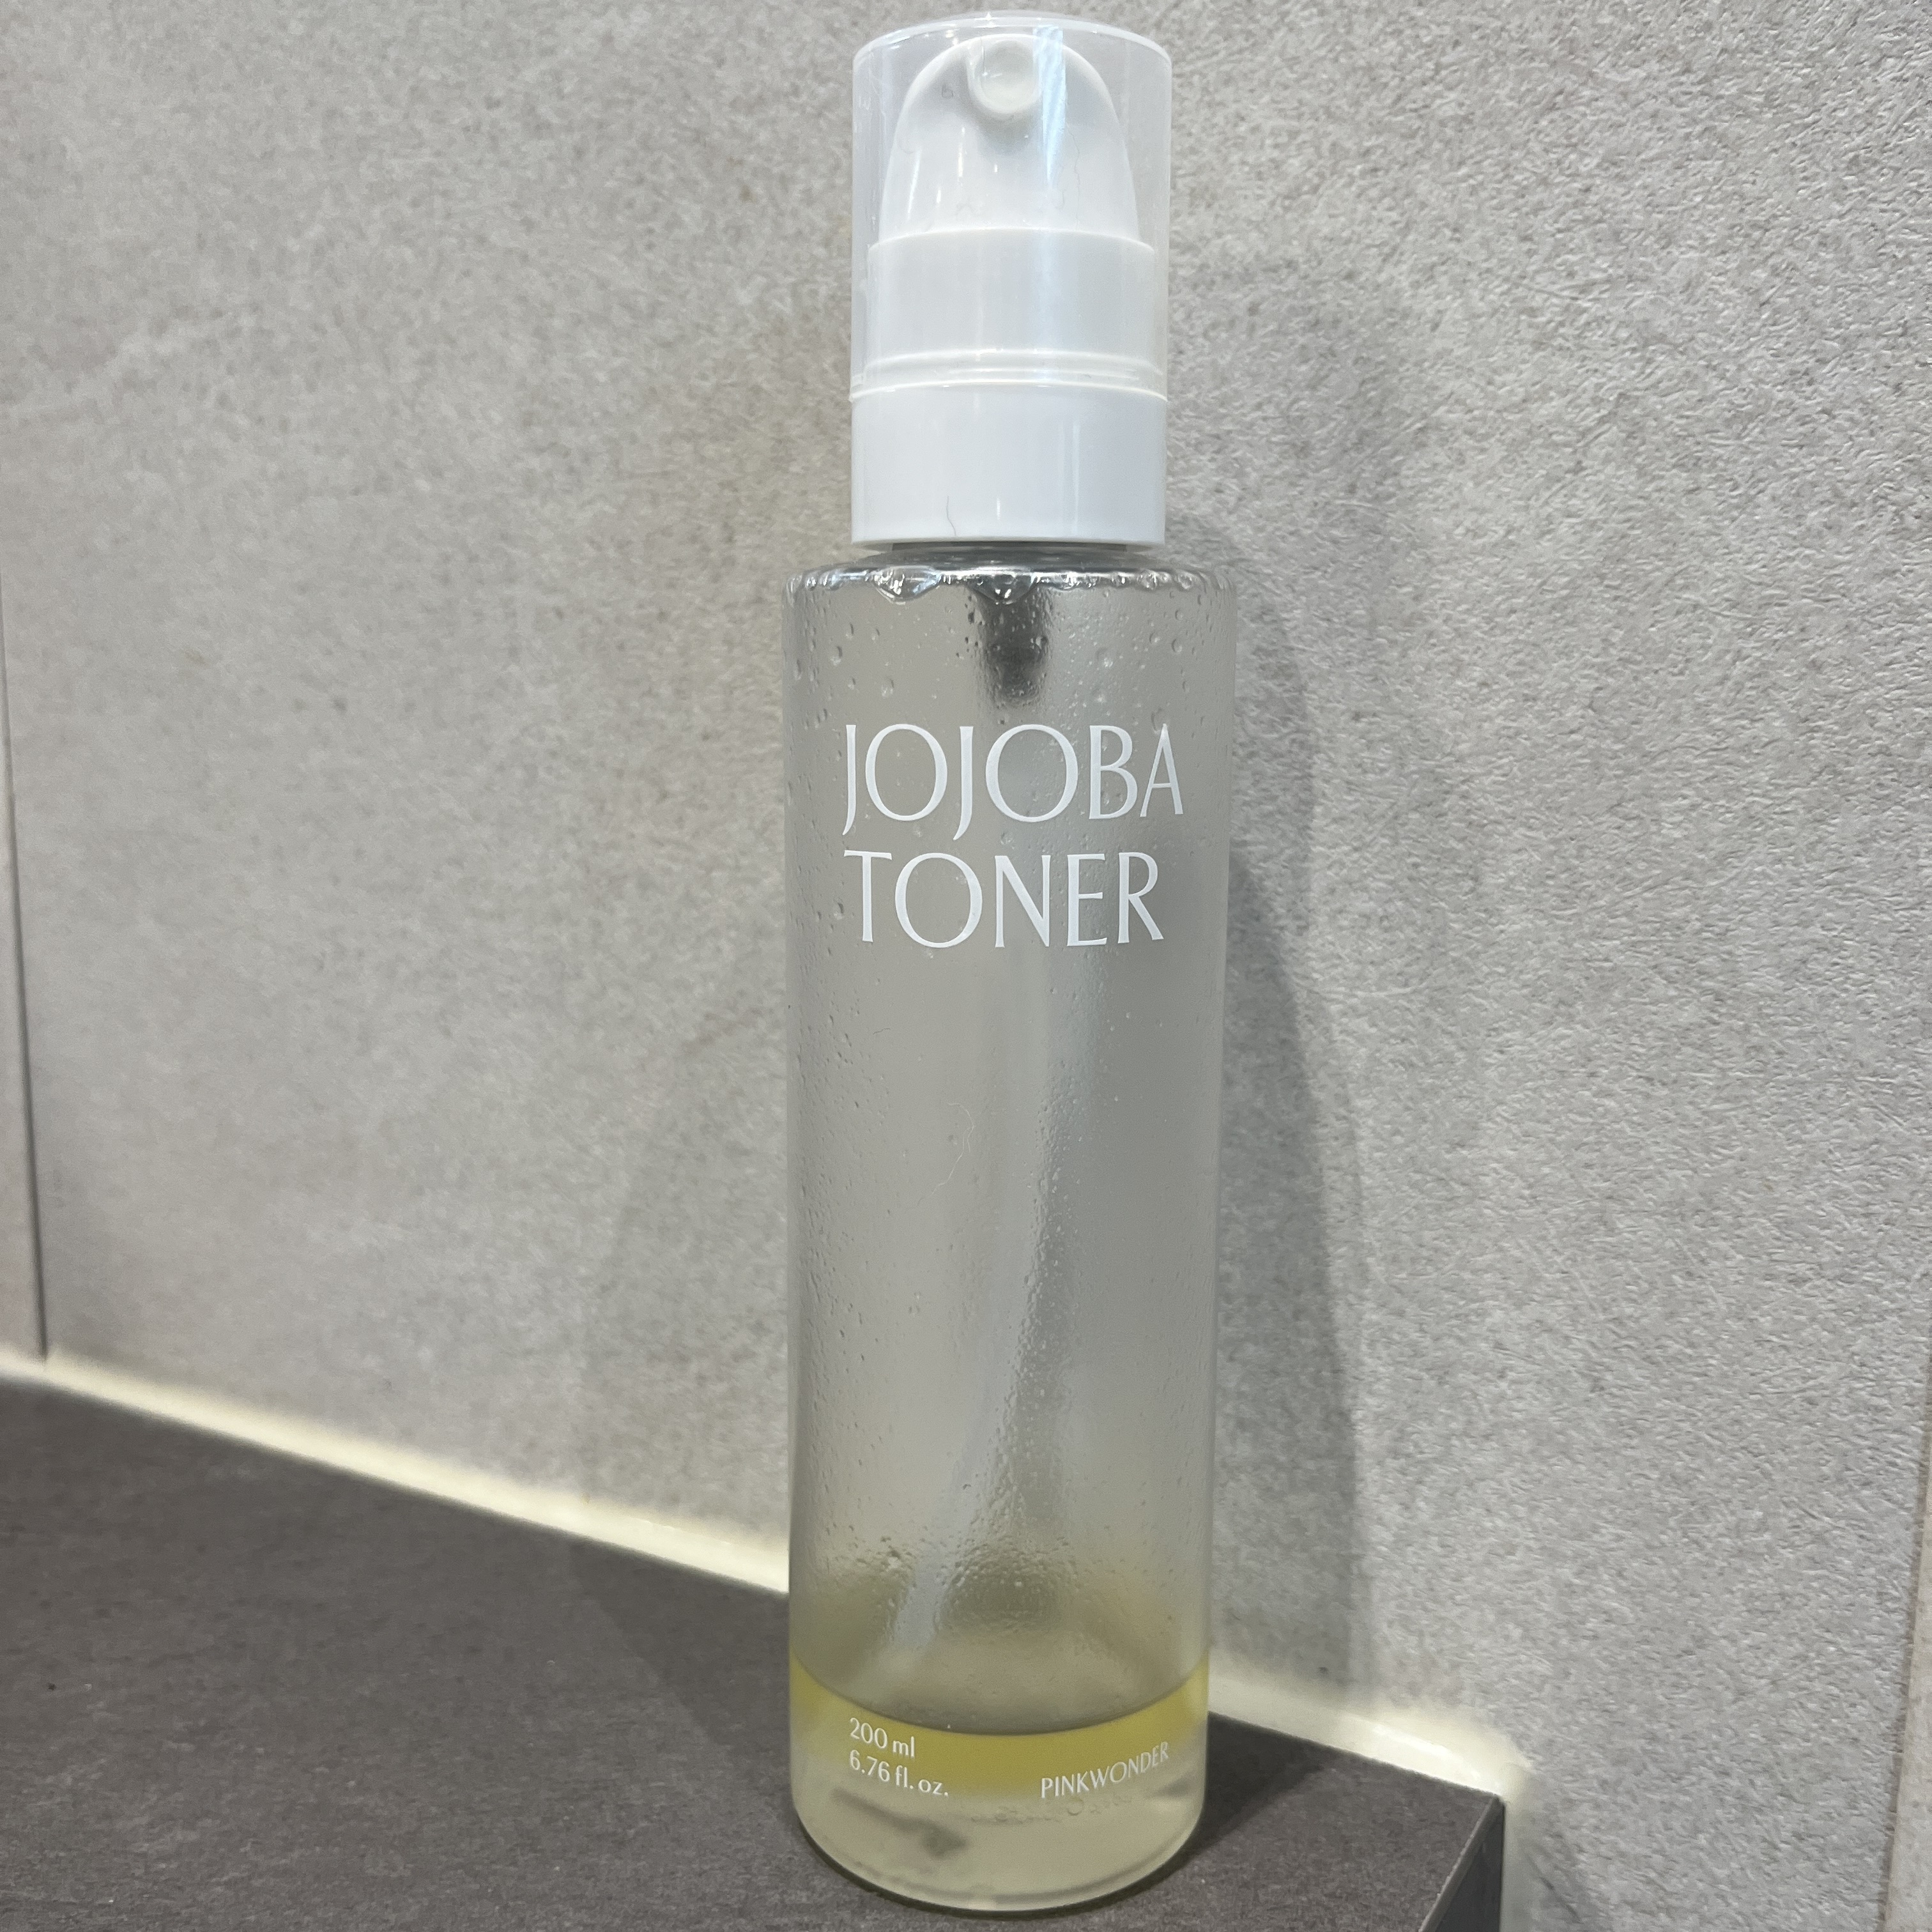 JOJOBA
TONER
200 ml
6.76 fl. oz.
PINKWONDER